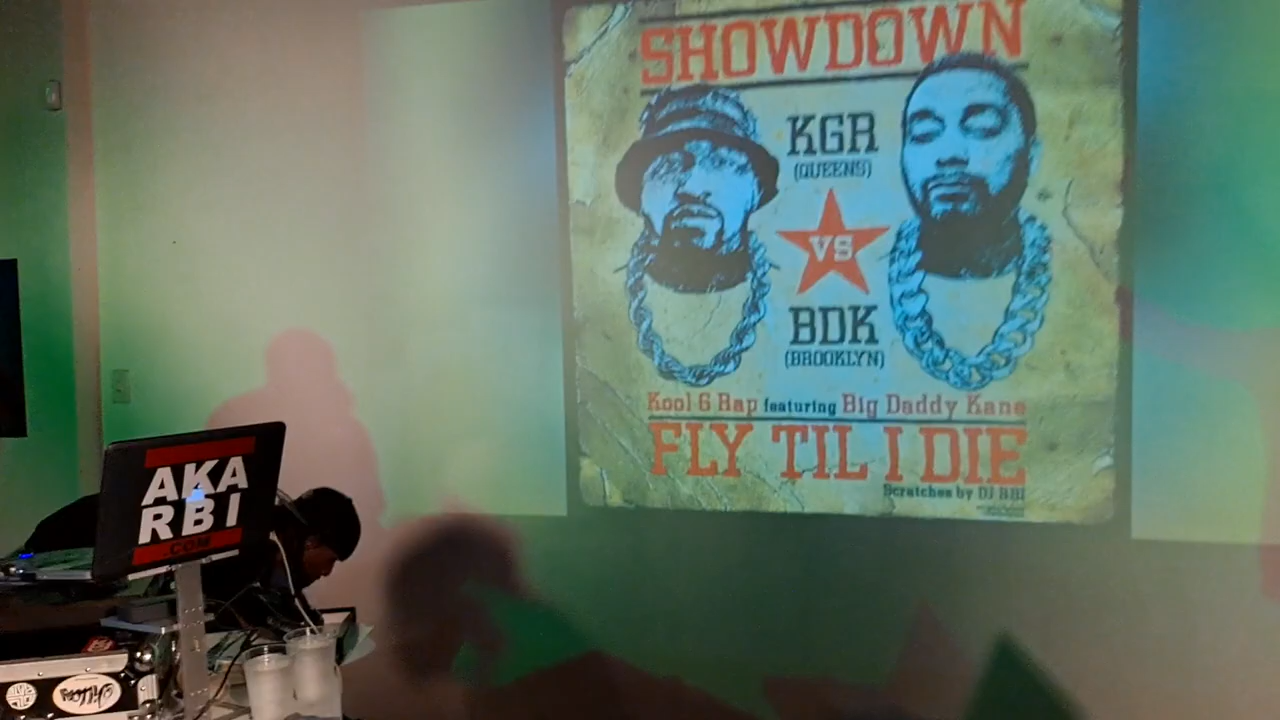 SHOWDOWN
KGR
(QUEENS)
VS
BDK
(BROOKLYN)
Kool G Rap featuring Big Daddy Kane
FLY TIL I DIE
Scratches by DJ RBI
AKA
RBI
.COM